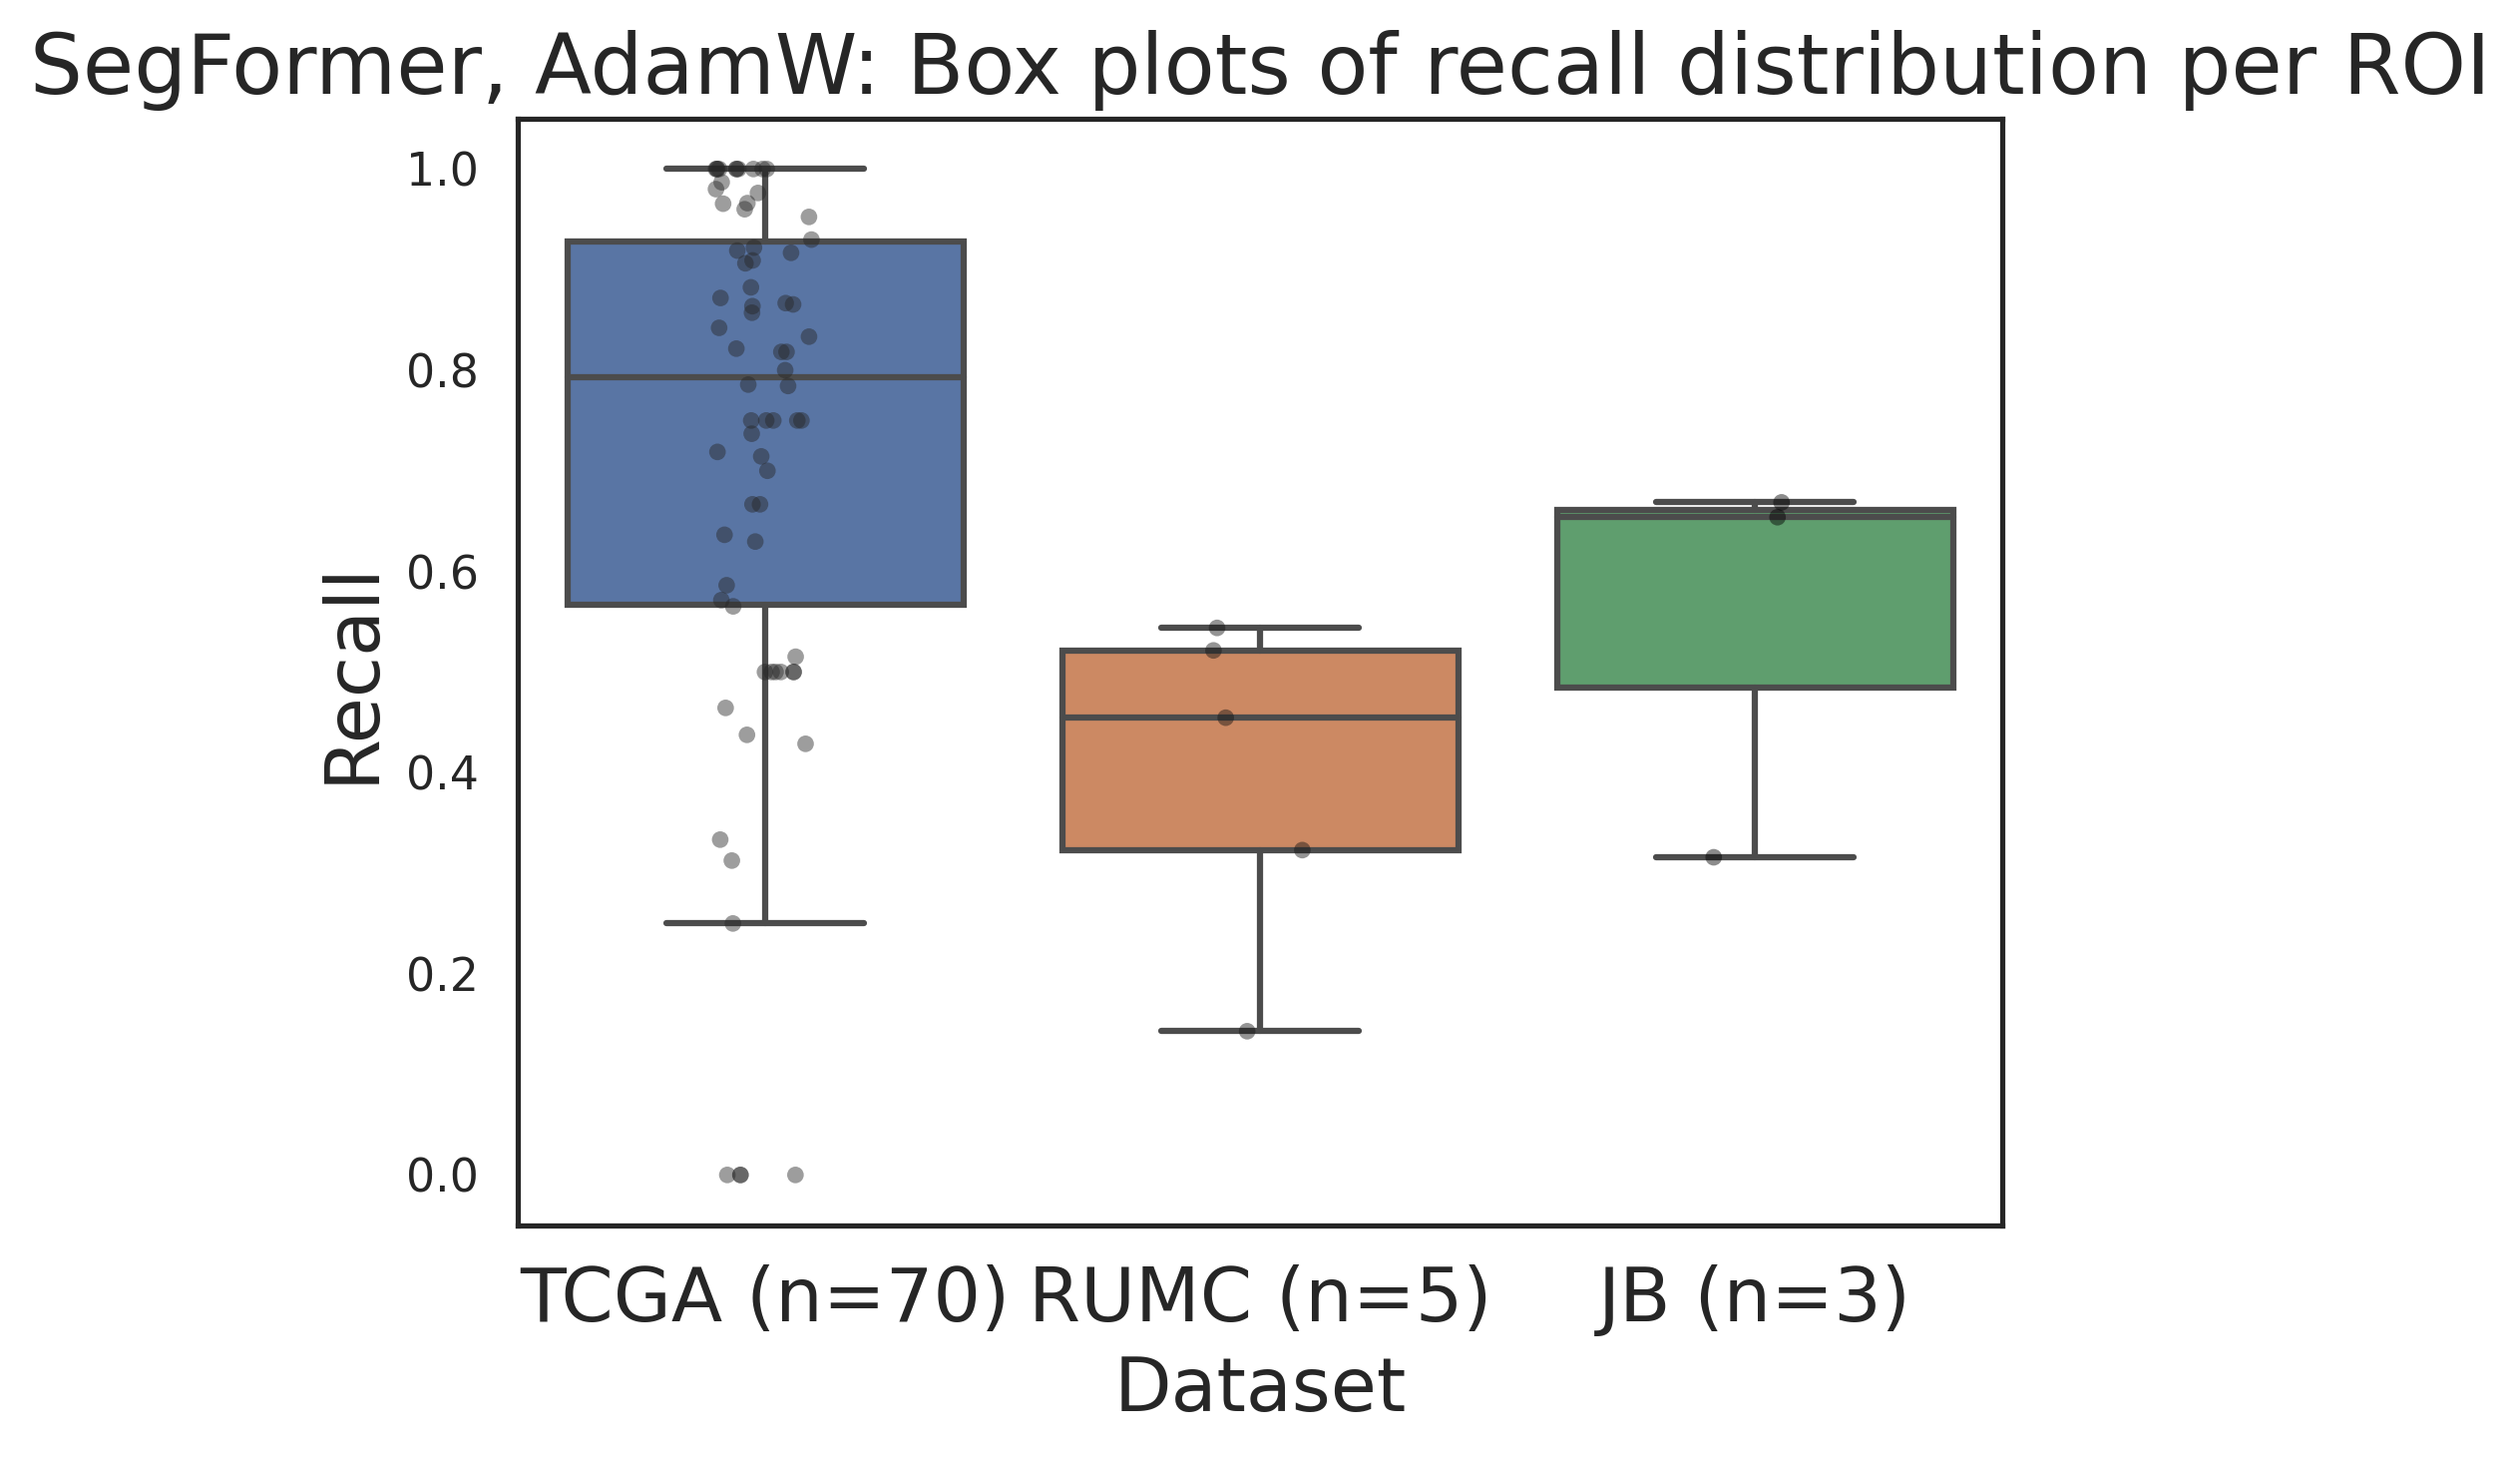 SegFormer, AdamW: Box plots of recall distribution per ROI
1.0
0.8
0.6
0.4
0.2
0.0
Recall
TCGA (n=70) RUMC (n=5) JB (n=3)
Dataset